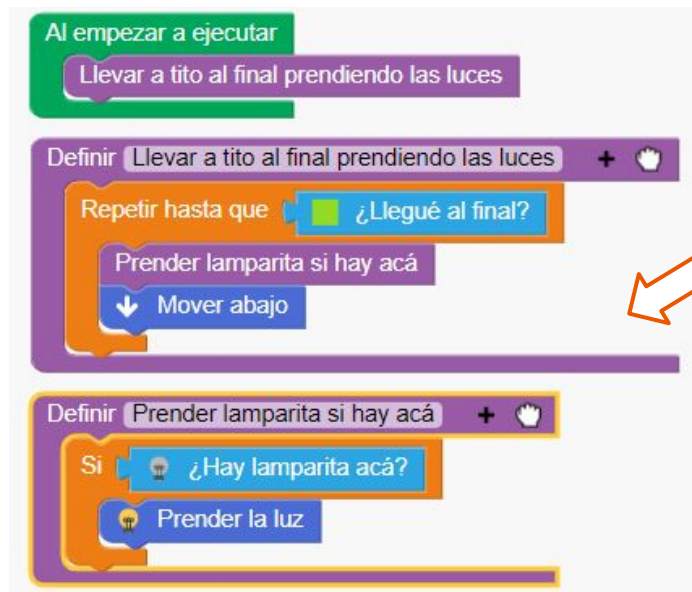 Al empezar a ejecutar
Llevar a tito al final prendiendo las luces
Definir Llevar a tito al final prendiendo las luces +
Repetir hasta que ¿Llegué al final?
Prender lamparita si hay acá
Mover abajo
Definir Prender lamparita si hay acá +
Si ¿Hay lamparita acá?
Prender la luz